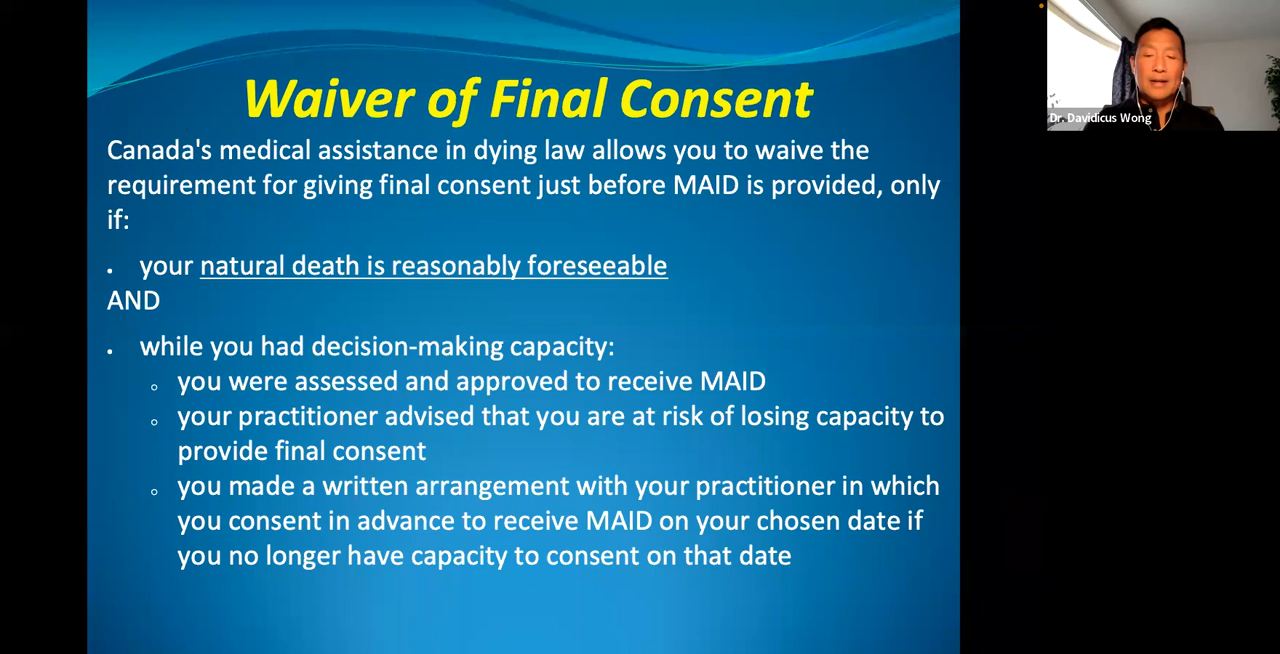 Waiver of Final Consent
Canada's medical assistance in dying law allows you to waive the
requirement for giving final consent just before MAID is provided, only
if:
• your natural death is reasonably foreseeable
AND
• while you had decision-making capacity:
○ you were assessed and approved to receive MAID
○ your practitioner advised that you are at risk of losing capacity to
provide final consent
○ you made a written arrangement with your practitioner in which
you consent in advance to receive MAID on your chosen date if
you no longer have capacity to consent on that date
Dr. Davidicus Wong